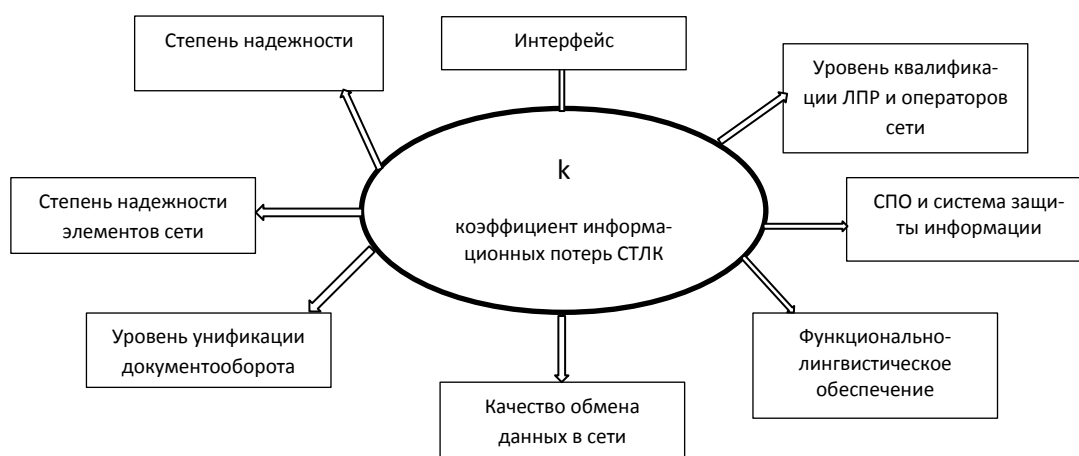 Степень надежности
Интерфейс
Уровень квалифика-
ции ЛПР и операторов
сети
k
коэффициент информа-
ционных потерь СТЛК
Степень надежности
элементов сети
СПО и система защи-
ты информации
Уровень унификации
документооборота
Функционально-
лингвистическое
обеспечение
Качество обмена
данных в сети